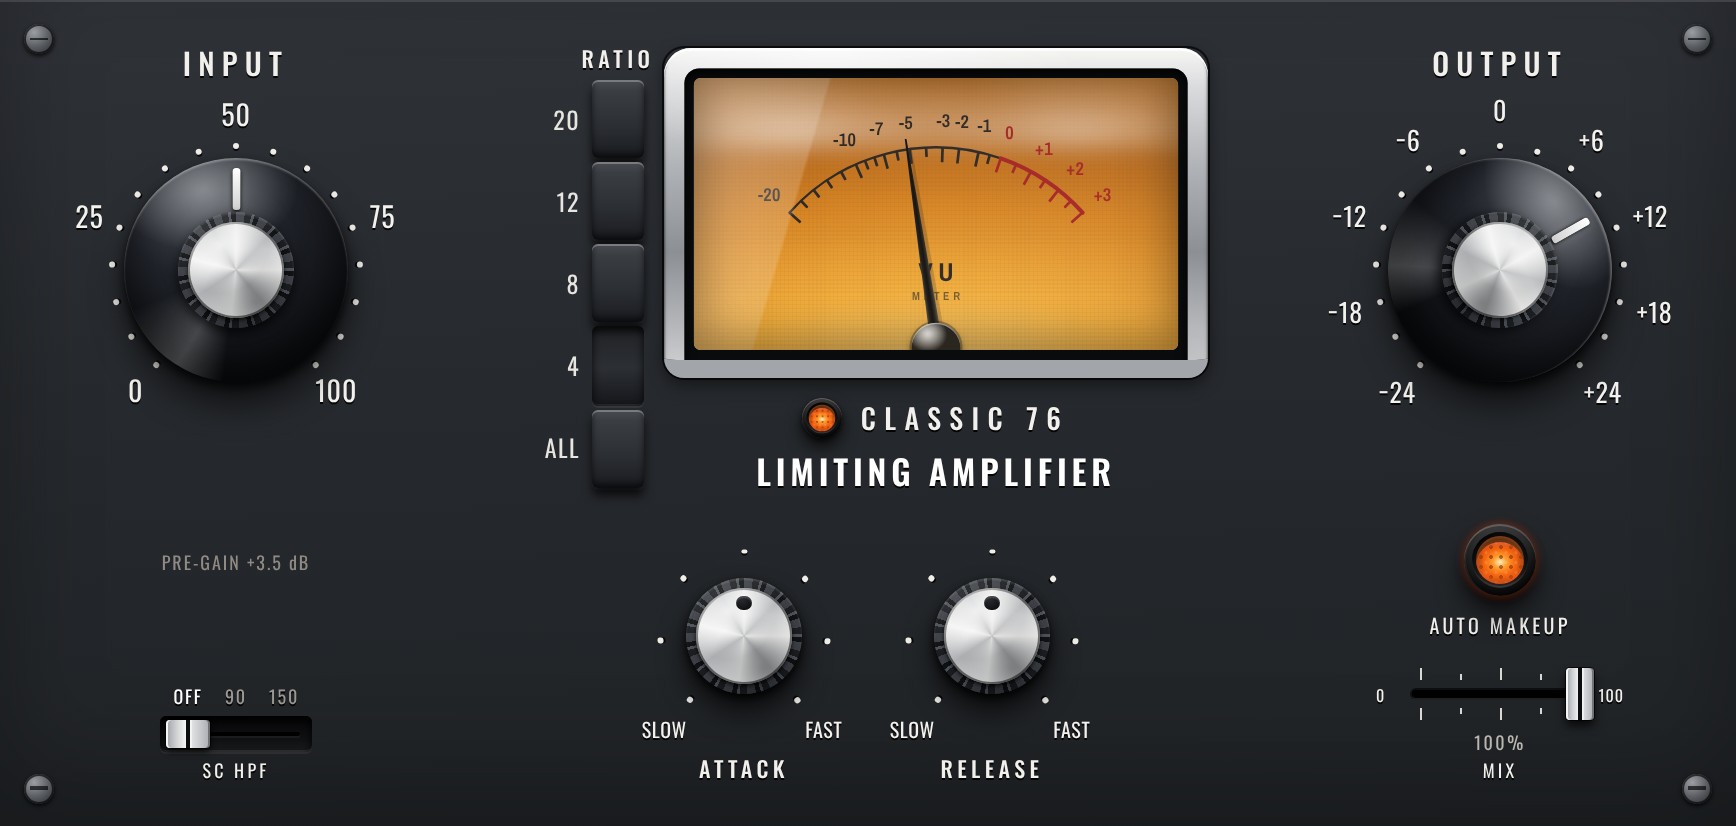 INPUT
50
25
75
0
100
PRE-GAIN +3.5 dB
OFF 90 150
SC HPF
RATIO
20
12
8
4
ALL
-20 -10 -7 -5 -3 -2 -1 0 +1 +2 +3
VU
METER
CLASSIC 76
LIMITING AMPLIFIER
SLOW FAST
ATTACK
SLOW FAST
RELEASE
OUTPUT
0
-6 +6
-12 +12
-18 +18
-24 +24
AUTO MAKEUP
0 100
100%
MIX